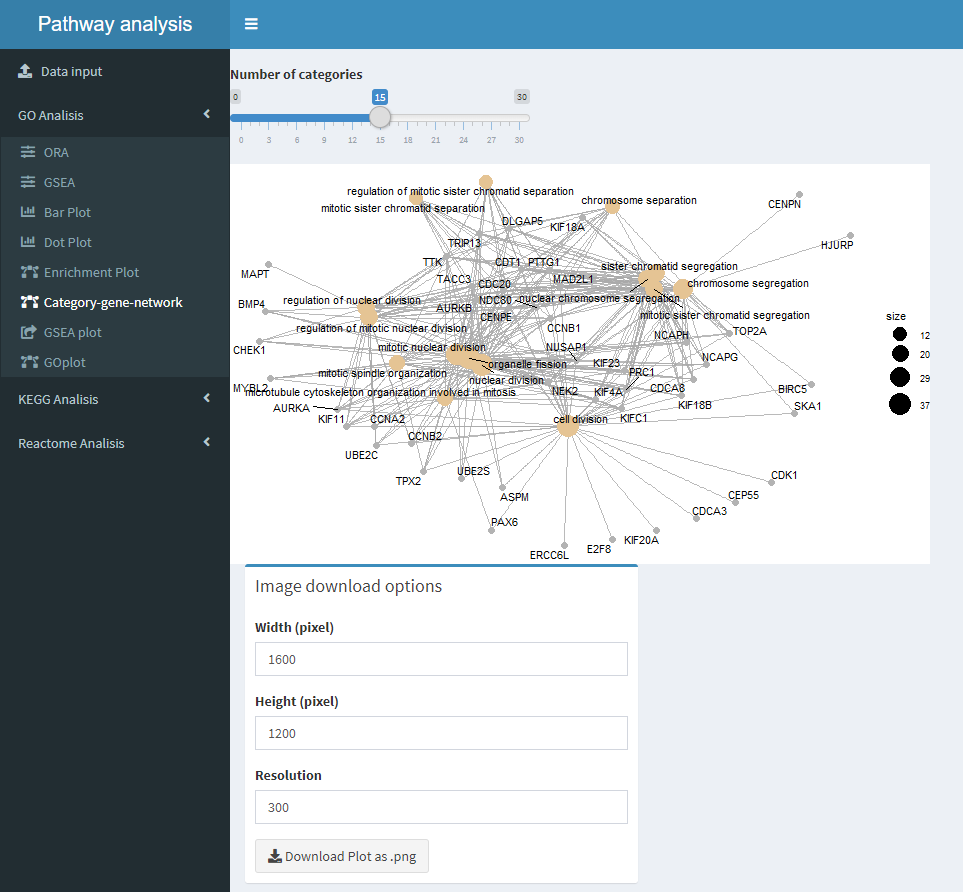 Pathway analysis
Data input
GO Analisis
ORA
GSEA
Bar Plot
Dot Plot
Enrichment Plot
Category-gene-network
GSEA plot
GOplot
KEGG Analisis
Reactome Analisis
Number of categories
0 15 30
0 3 6 9 12 15 18 21 24 27 30
regulation of mitotic sister chromatid separation
mitotic sister chromatid separation
chromosome separation
CENPN
DLGAP5
KIF18A
TRIP13
HJURP
TTK
CDT1
PTTG1
sister chromatid segregation
MAPT
TACC3
CDC20
MAD2L1
chromosome segregation
BMP4
regulation of nuclear division
NDC80
nuclear chromosome segregation
AURKB
CENPE
mitotic sister chromatid segregation
regulation of mitotic nuclear division
CCNB1
NCAPH
TOP2A
CHEK1
mitotic nuclear division
NUSAP1
NCAPG
mitotic spindle organization
organelle fission
KIF23
PRC1
nuclear division
MYBL2
microtubule cytoskeleton organization involved in mitosis
NEK2
KIF4A
CDCA8
BIRC5
AURKA
KIF18B
SKA1
KIF11
CCNA2
cell division
KIFC1
CCNB2
UBE2C
TPX2
UBE2S
CDK1
ASPM
CEP55
PAX6
CDCA3
ERCC6L
E2F8
KIF20A
size
12
20
29
37
Image download options
Width (pixel)
1600
Height (pixel)
1200
Resolution
300
Download Plot as .png